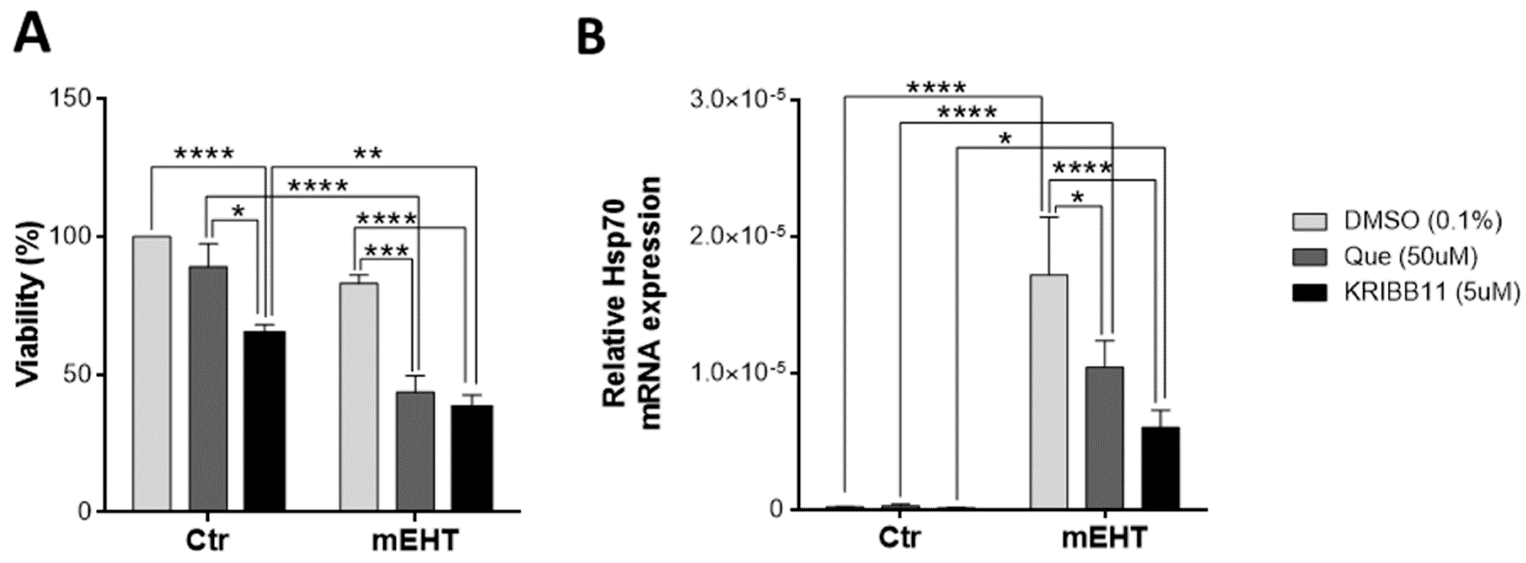 A
B
Viability (%)
150
100
50
0
****
**
****
*
****
***
Ctr
mEHT
Relative Hsp70
mRNA expression
3.0×10-5
2.0×10-5
1.0×10-5
0
****
****
*
****
*
Ctr
mEHT
DMSO (0.1%)
Que (50uM)
KRIBB11 (5uM)